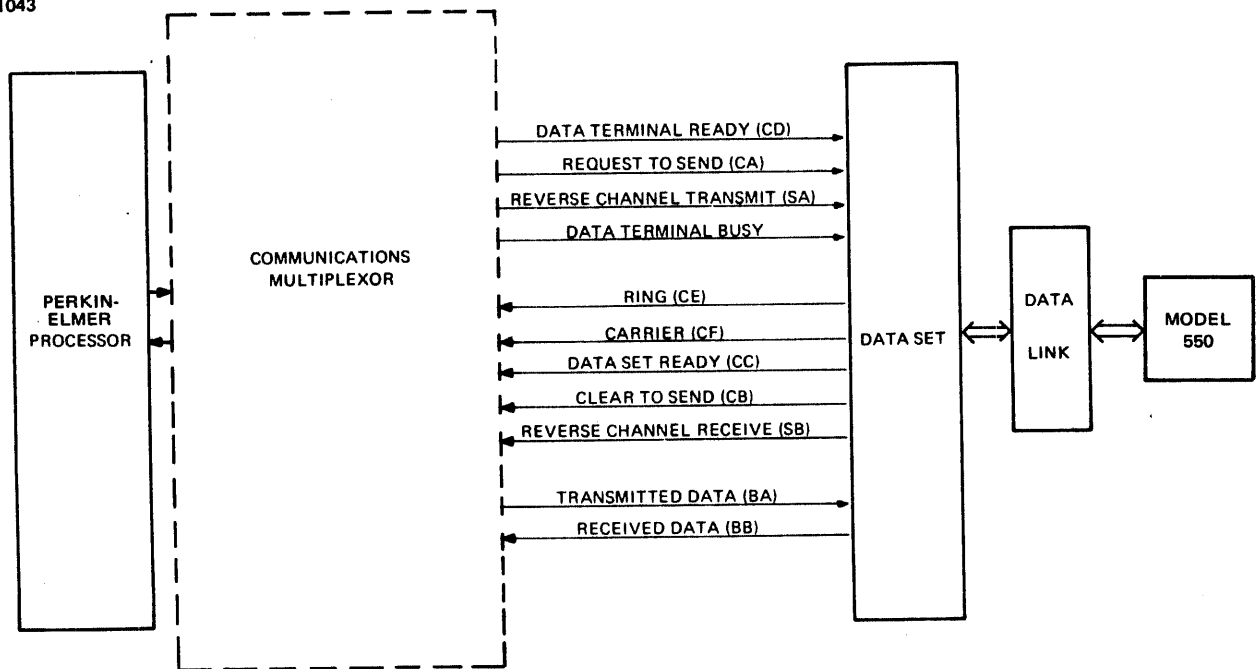 1043
PERKIN-
ELMER
PROCESSOR
COMMUNICATIONS
MULTIPLEXOR
DATA TERMINAL READY (CD)
REQUEST TO SEND (CA)
REVERSE CHANNEL TRANSMIT (SA)
DATA TERMINAL BUSY
RING (CE)
CARRIER (CF)
DATA SET READY (CC)
CLEAR TO SEND (CB)
REVERSE CHANNEL RECEIVE (SB)
TRANSMITTED DATA (BA)
RECEIVED DATA (BB)
DATA SET
DATA
LINK
MODEL
550